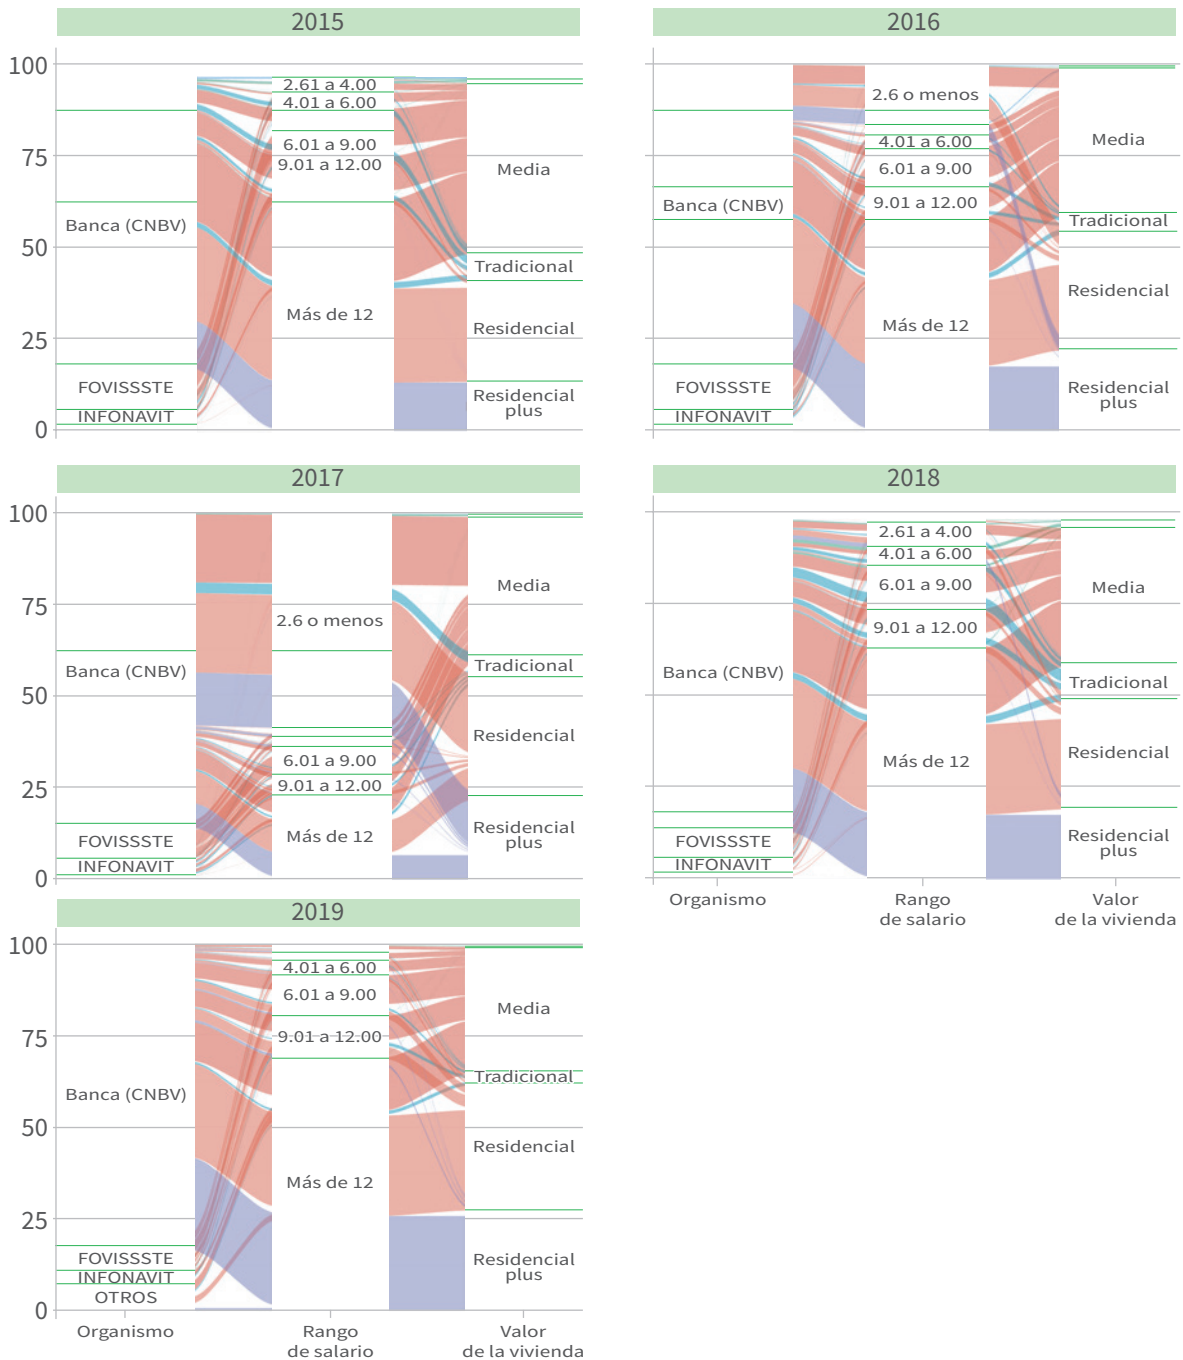 2015
100
75
50
25
0
Banca (CNBV)
FOVISSSTE
INFONAVIT
2.61 a 4.00
4.01 a 6.00
6.01 a 9.00
9.01 a 12.00
Más de 12
Media
Tradicional
Residencial
Residencial
plus
2016
Banca (CNBV)
FOVISSSTE
INFONAVIT
2.6 o menos
4.01 a 6.00
6.01 a 9.00
9.01 a 12.00
Más de 12
Media
Tradicional
Residencial
Residencial
plus
2017
100
75
50
25
0
Banca (CNBV)
FOVISSSTE
INFONAVIT
2.6 o menos
6.01 a 9.00
9.01 a 12.00
Más de 12
Media
Tradicional
Residencial
Residencial
plus
2018
Banca (CNBV)
FOVISSSTE
INFONAVIT
2.61 a 4.00
4.01 a 6.00
6.01 a 9.00
9.01 a 12.00
Más de 12
Media
Tradicional
Residencial
Residencial
plus
Organismo
Rango
de salario
Valor
de la vivienda
2019
100
75
50
25
0
Banca (CNBV)
FOVISSSTE
INFONAVIT
OTROS
4.01 a 6.00
6.01 a 9.00
9.01 a 12.00
Más de 12
Media
Tradicional
Residencial
Residencial
plus
Organismo
Rango
de salario
Valor
de la vivienda